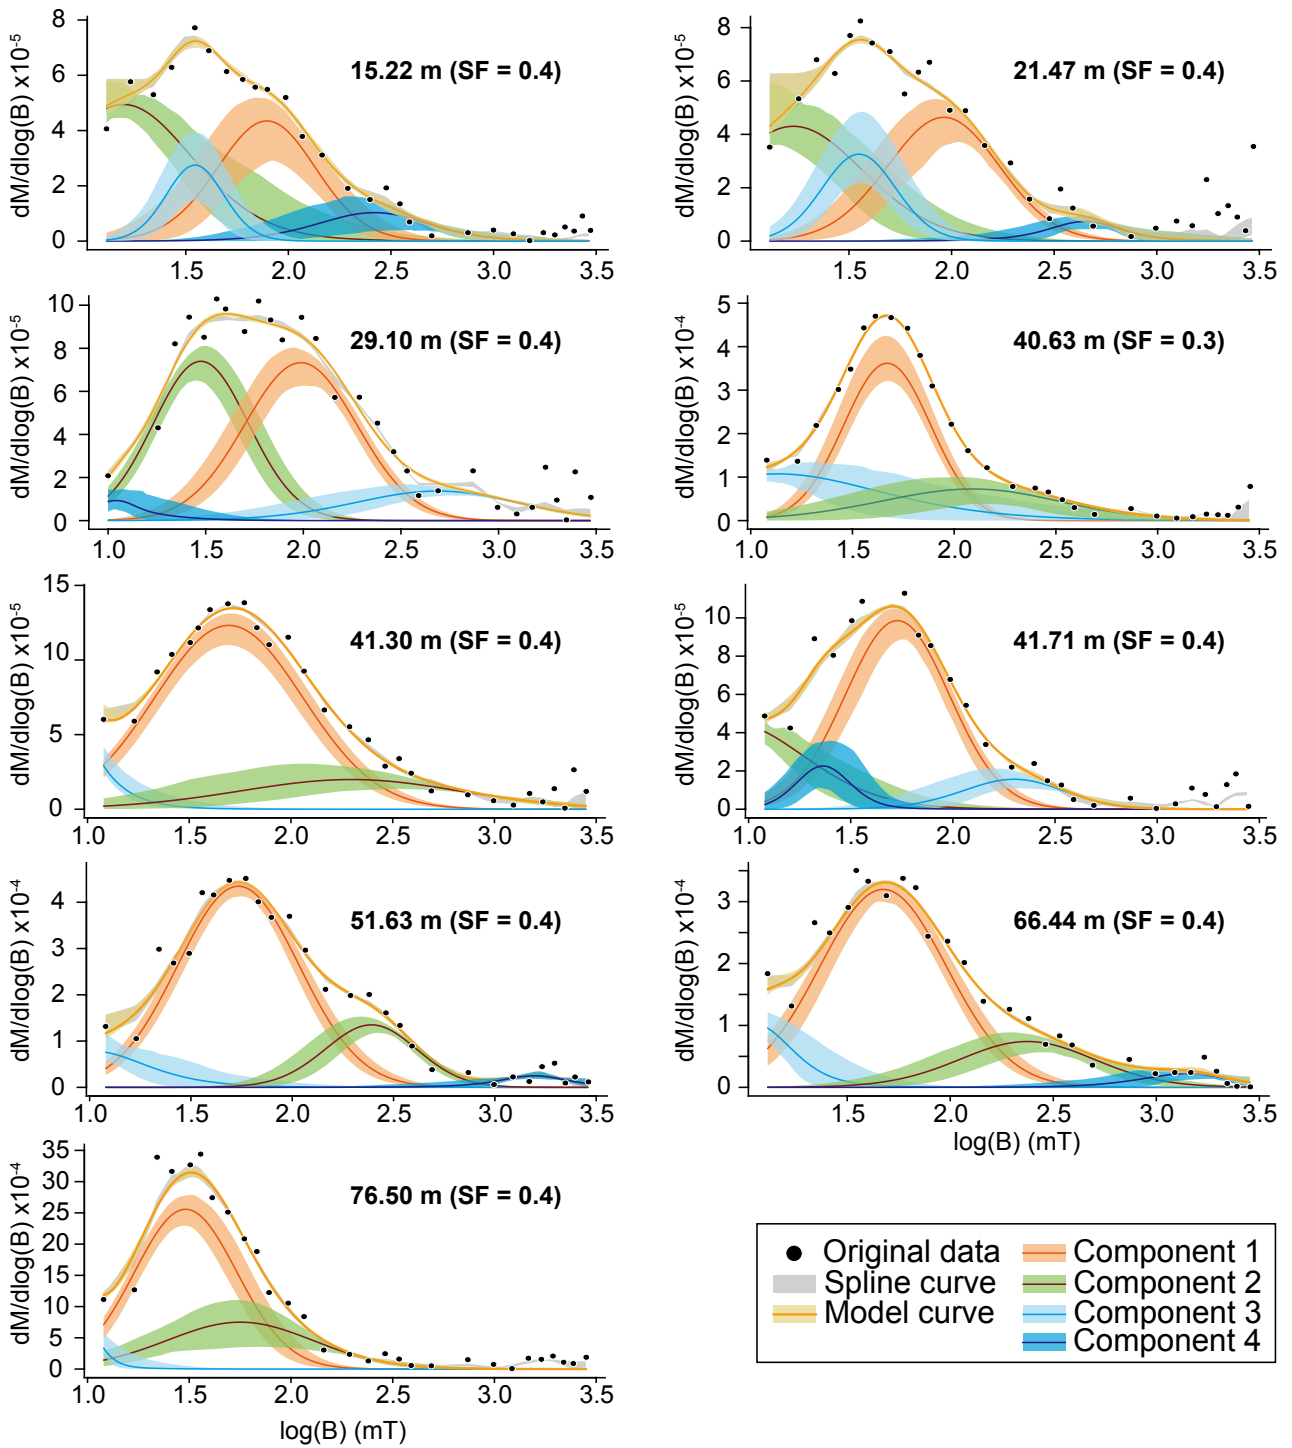 dM/dlog(B) x10-5
8
6
4
2
0
15.22 m (SF = 0.4)
1.5 2.0 2.5 3.0 3.5
dM/dlog(B) x10-5
8
6
4
2
0
21.47 m (SF = 0.4)
1.5 2.0 2.5 3.0 3.5
dM/dlog(B) x10-5
10
8
6
4
2
0
29.10 m (SF = 0.4)
1.0 1.5 2.0 2.5 3.0 3.5
dM/dlog(B) x10-4
5
4
3
2
1
0
40.63 m (SF = 0.3)
1.0 1.5 2.0 2.5 3.0 3.5
dM/dlog(B) x10-5
15
10
5
0
41.30 m (SF = 0.4)
1.0 1.5 2.0 2.5 3.0 3.5
dM/dlog(B) x10-5
10
8
6
4
2
0
41.71 m (SF = 0.4)
1.0 1.5 2.0 2.5 3.0 3.5
dM/dlog(B) x10-4
4
3
2
1
0
51.63 m (SF = 0.4)
1.0 1.5 2.0 2.5 3.0 3.5
dM/dlog(B) x10-4
3
2
1
0
66.44 m (SF = 0.4)
1.5 2.0 2.5 3.0 3.5
log(B) (mT)
dM/dlog(B) x10-4
35
30
25
20
15
10
5
0
76.50 m (SF = 0.4)
1.0 1.5 2.0 2.5 3.0 3.5
log(B) (mT)
Original data
Spline curve
Model curve
Component 1
Component 2
Component 3
Component 4